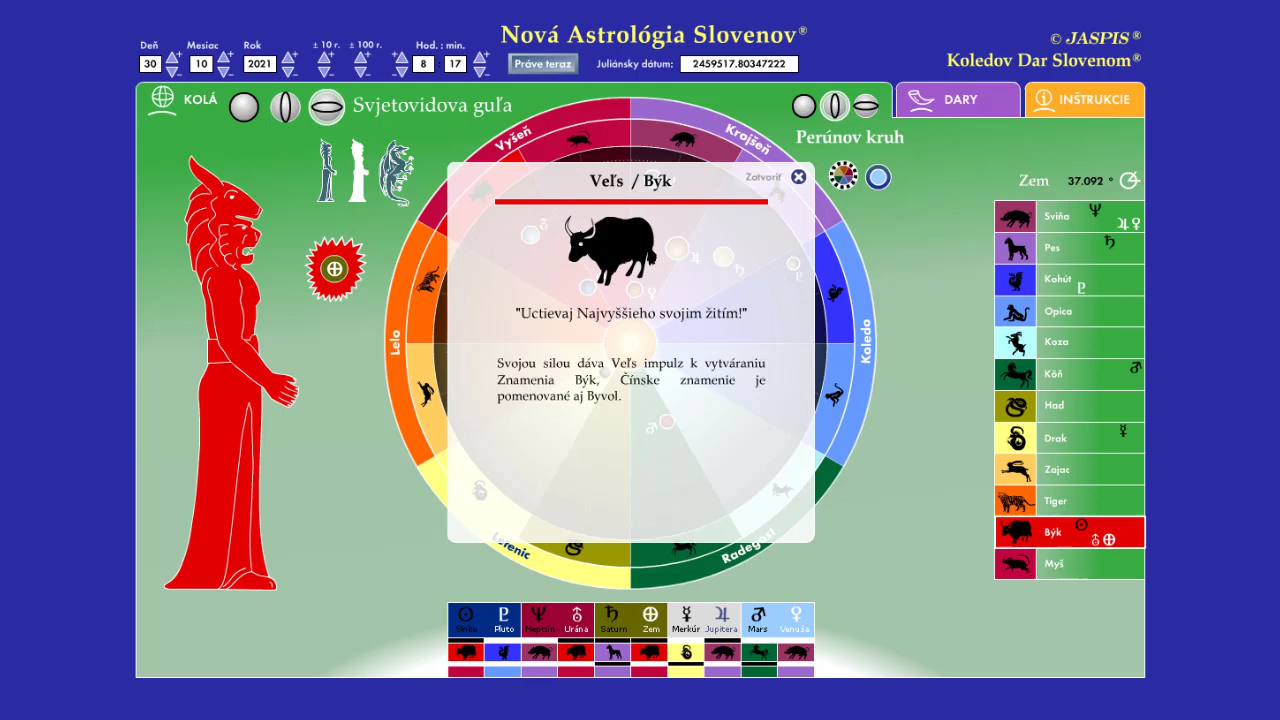 Nová Astrológia Slovenov®
© JASPIS®
Koledov Dar Slovenom®
Deň Mesiac Rok ± 10 r. ± 100 r. Hod. : min.
30 10 2021 8 : 17 Práve teraz Juliánsky dátum: 2459517.80347222
KOLÁ Svjetovidova guľa
DARY
INŠTRUKCIE
Perúnov kruh
Vyšeň
Krojšeň
Lelo
Koledo
Radegast
Zem 37.092 °
Veľs / Býk
Zatvoriť
"Uctievaj Najvyššieho svojim žitím!"
Svojou silou dáva Veľs impulz k vytváraniu
Znamenia Býk, Čínske znamenie je
pomenované aj Byvol.
Sviňa
Pes
Kohút
Opica
Koza
Kôň
Had
Drak
Zajac
Tiger
Býk
Myš
Slnko Pluto Neptún Urána Saturn Zem Merkúr Jupitera Mars Venuša